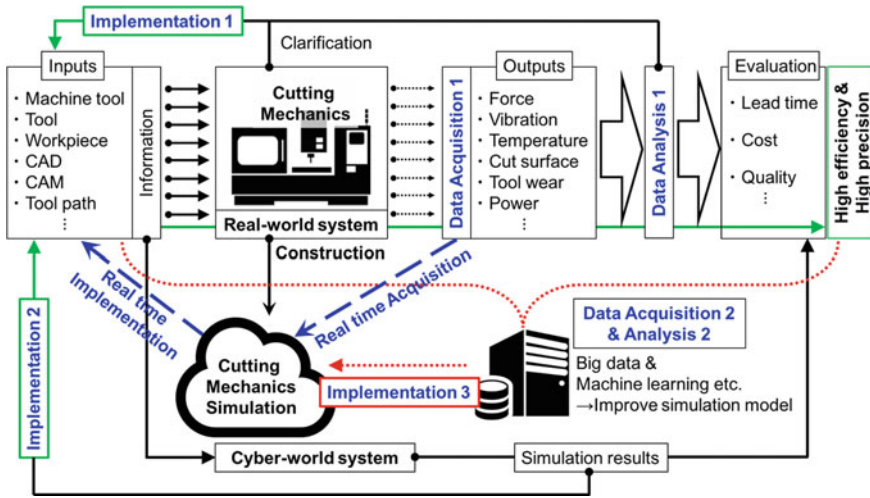 Implementation 1
Clarification
Inputs
・Machine tool
・Tool
・Workpiece
・CAD
・CAM
・Tool path
⋮
Information
Cutting
Mechanics
Real-world system
Construction
Data Acquisition 1
Outputs
・Force
・Vibration
・Temperature
・Cut surface
・Tool wear
・Power
⋮
Data Analysis 1
Evaluation
・Lead time
・Cost
・Quality
⋮
High efficiency &
High precision
Real time
Implementation
Real time Acquisition
Implementation 2
Cutting
Mechanics
Simulation
Implementation 3
Data Acquisition 2
& Analysis 2
Big data &
Machine learning etc.
→Improve simulation model
Cyber-world system
Simulation results